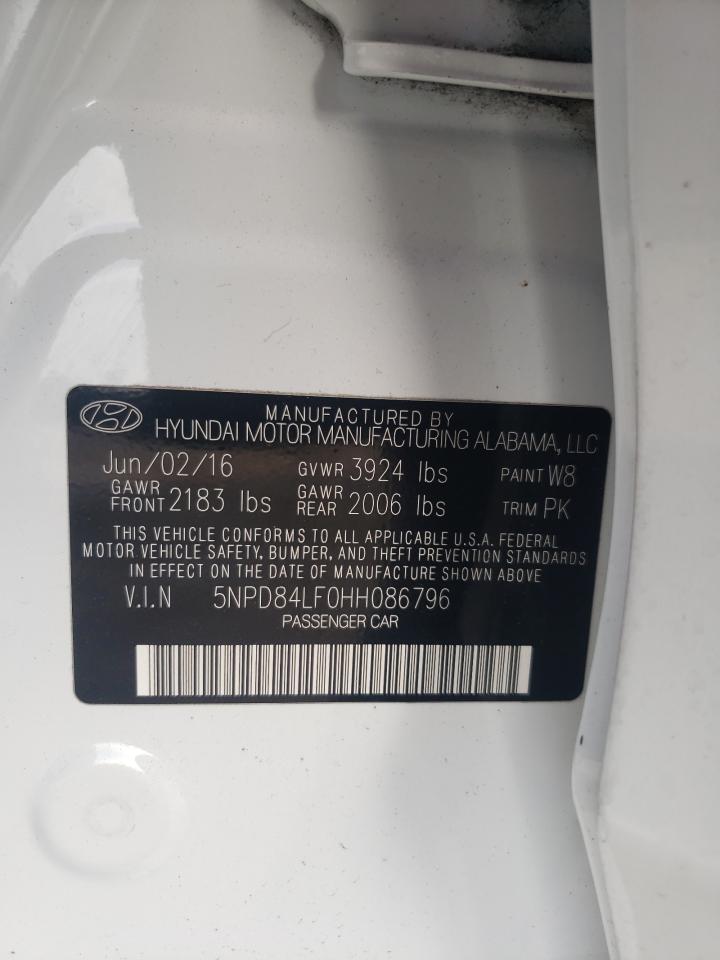 MANUFACTURED BY
HYUNDAI MOTOR MANUFACTURING ALABAMA, LLC
Jun/02/16 GVWR 3924 lbs PAINT W8
GAWR FRONT 2183 lbs GAWR REAR 2006 lbs TRIM PK
THIS VEHICLE CONFORMS TO ALL APPLICABLE U.S.A. FEDERAL
MOTOR VEHICLE SAFETY, BUMPER, AND THEFT PREVENTION STANDARDS
IN EFFECT ON THE DATE OF MANUFACTURE SHOWN ABOVE
V.I.N 5NPD84LF0HH086796
PASSENGER CAR